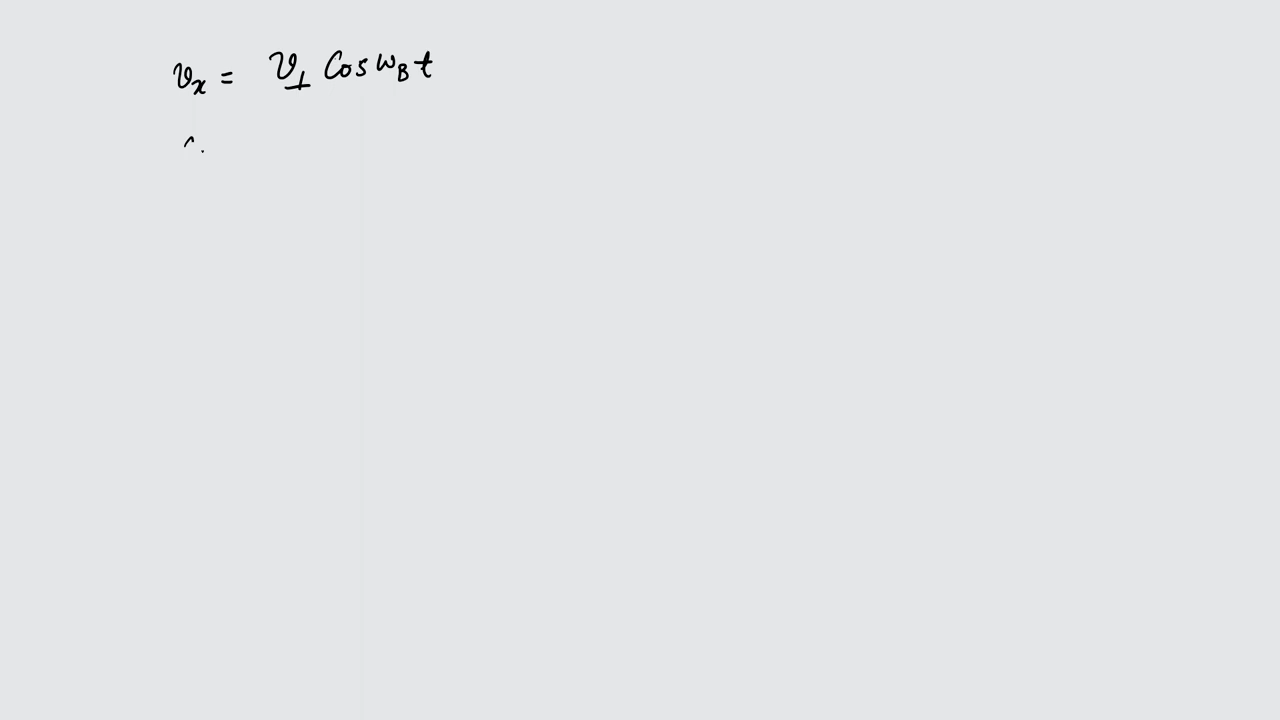 v_x = v_⊥ Cos ω_B t